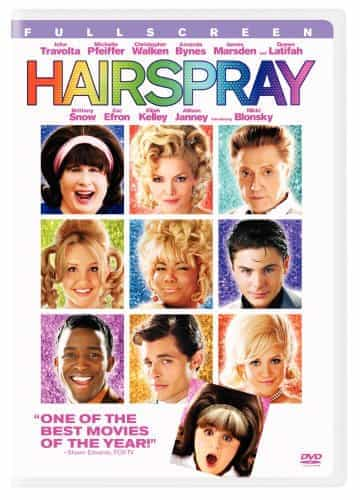 FULLSCREEN
John Travolta Michelle Pfeiffer Christopher Walken Amanda Bynes James Marsden and Queen Latifah
HAIRSPRAY
Brittany Snow Zac Efron Elijah Kelley Allison Janney introducing Nikki Blonsky
"ONE OF THE
BEST MOVIES
OF THE YEAR!"
- Shawn Edwards, FOX-TV
DVD